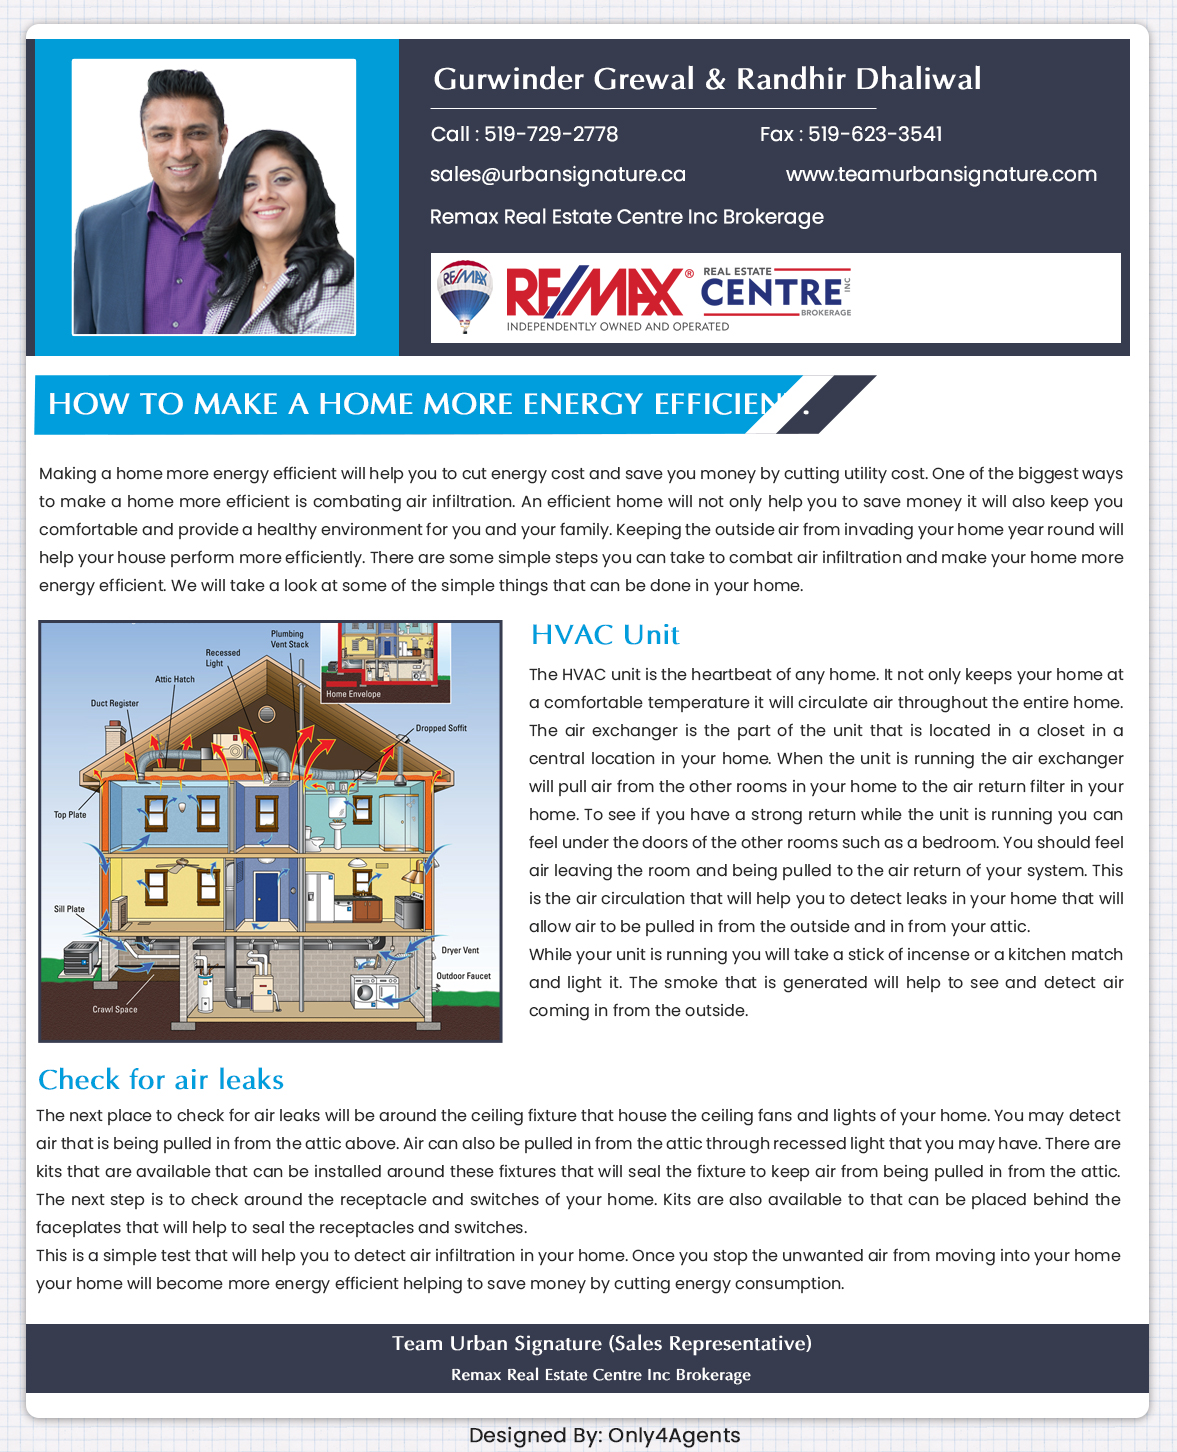 Gurwinder Grewal & Randhir Dhaliwal
Call : 519-729-2778
Fax : 519-623-3541
sales@urbansignature.ca
www.teamurbansignature.com
Remax Real Estate Centre Inc Brokerage
RE/MAX
RE/MAX®
INDEPENDENTLY OWNED AND OPERATED
REAL ESTATE
CENTRE
INC
BROKERAGE
HOW TO MAKE A HOME MORE ENERGY EFFICIENT.
Making a home more energy efficient will help you to cut energy cost and save you money by cutting utility cost. One of the biggest ways
to make a home more efficient is combating air infiltration. An efficient home will not only help you to save money it will also keep you
comfortable and provide a healthy environment for you and your family. Keeping the outside air from invading your home year round will
help your house perform more efficiently. There are some simple steps you can take to combat air infiltration and make your home more
energy efficient. We will take a look at some of the simple things that can be done in your home.
Plumbing
Vent Stack
Recessed
Light
Attic Hatch
Duct Register
Home Envelope
Dropped Soffit
Top Plate
Sill Plate
Dryer Vent
Outdoor Faucet
Crawl Space
HVAC Unit
The HVAC unit is the heartbeat of any home. It not only keeps your home at
a comfortable temperature it will circulate air throughout the entire home.
The air exchanger is the part of the unit that is located in a closet in a
central location in your home. When the unit is running the air exchanger
will pull air from the other rooms in your home to the air return filter in your
home. To see if you have a strong return while the unit is running you can
feel under the doors of the other rooms such as a bedroom. You should feel
air leaving the room and being pulled to the air return of your system. This
is the air circulation that will help you to detect leaks in your home that will
allow air to be pulled in from the outside and in from your attic.
While your unit is running you will take a stick of incense or a kitchen match
and light it. The smoke that is generated will help to see and detect air
coming in from the outside.
Check for air leaks
The next place to check for air leaks will be around the ceiling fixture that house the ceiling fans and lights of your home. You may detect
air that is being pulled in from the attic above. Air can also be pulled in from the attic through recessed light that you may have. There are
kits that are available that can be installed around these fixtures that will seal the fixture to keep air from being pulled in from the attic.
The next step is to check around the receptacle and switches of your home. Kits are also available to that can be placed behind the
faceplates that will help to seal the receptacles and switches.
This is a simple test that will help you to detect air infiltration in your home. Once you stop the unwanted air from moving into your home
your home will become more energy efficient helping to save money by cutting energy consumption.
Team Urban Signature (Sales Representative)
Remax Real Estate Centre Inc Brokerage
Designed By: Only4Agents